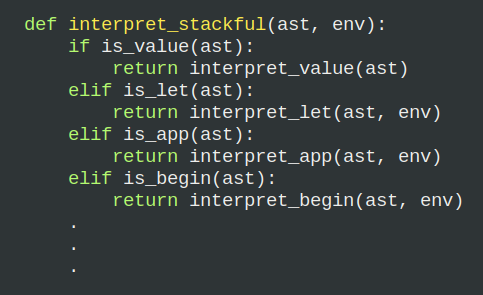 def interpret_stackful(ast, env):
    if is_value(ast):
        return interpret_value(ast)
    elif is_let(ast):
        return interpret_let(ast, env)
    elif is_app(ast):
        return interpret_app(ast, env)
    elif is_begin(ast):
        return interpret_begin(ast, env)
    .
    .
    .